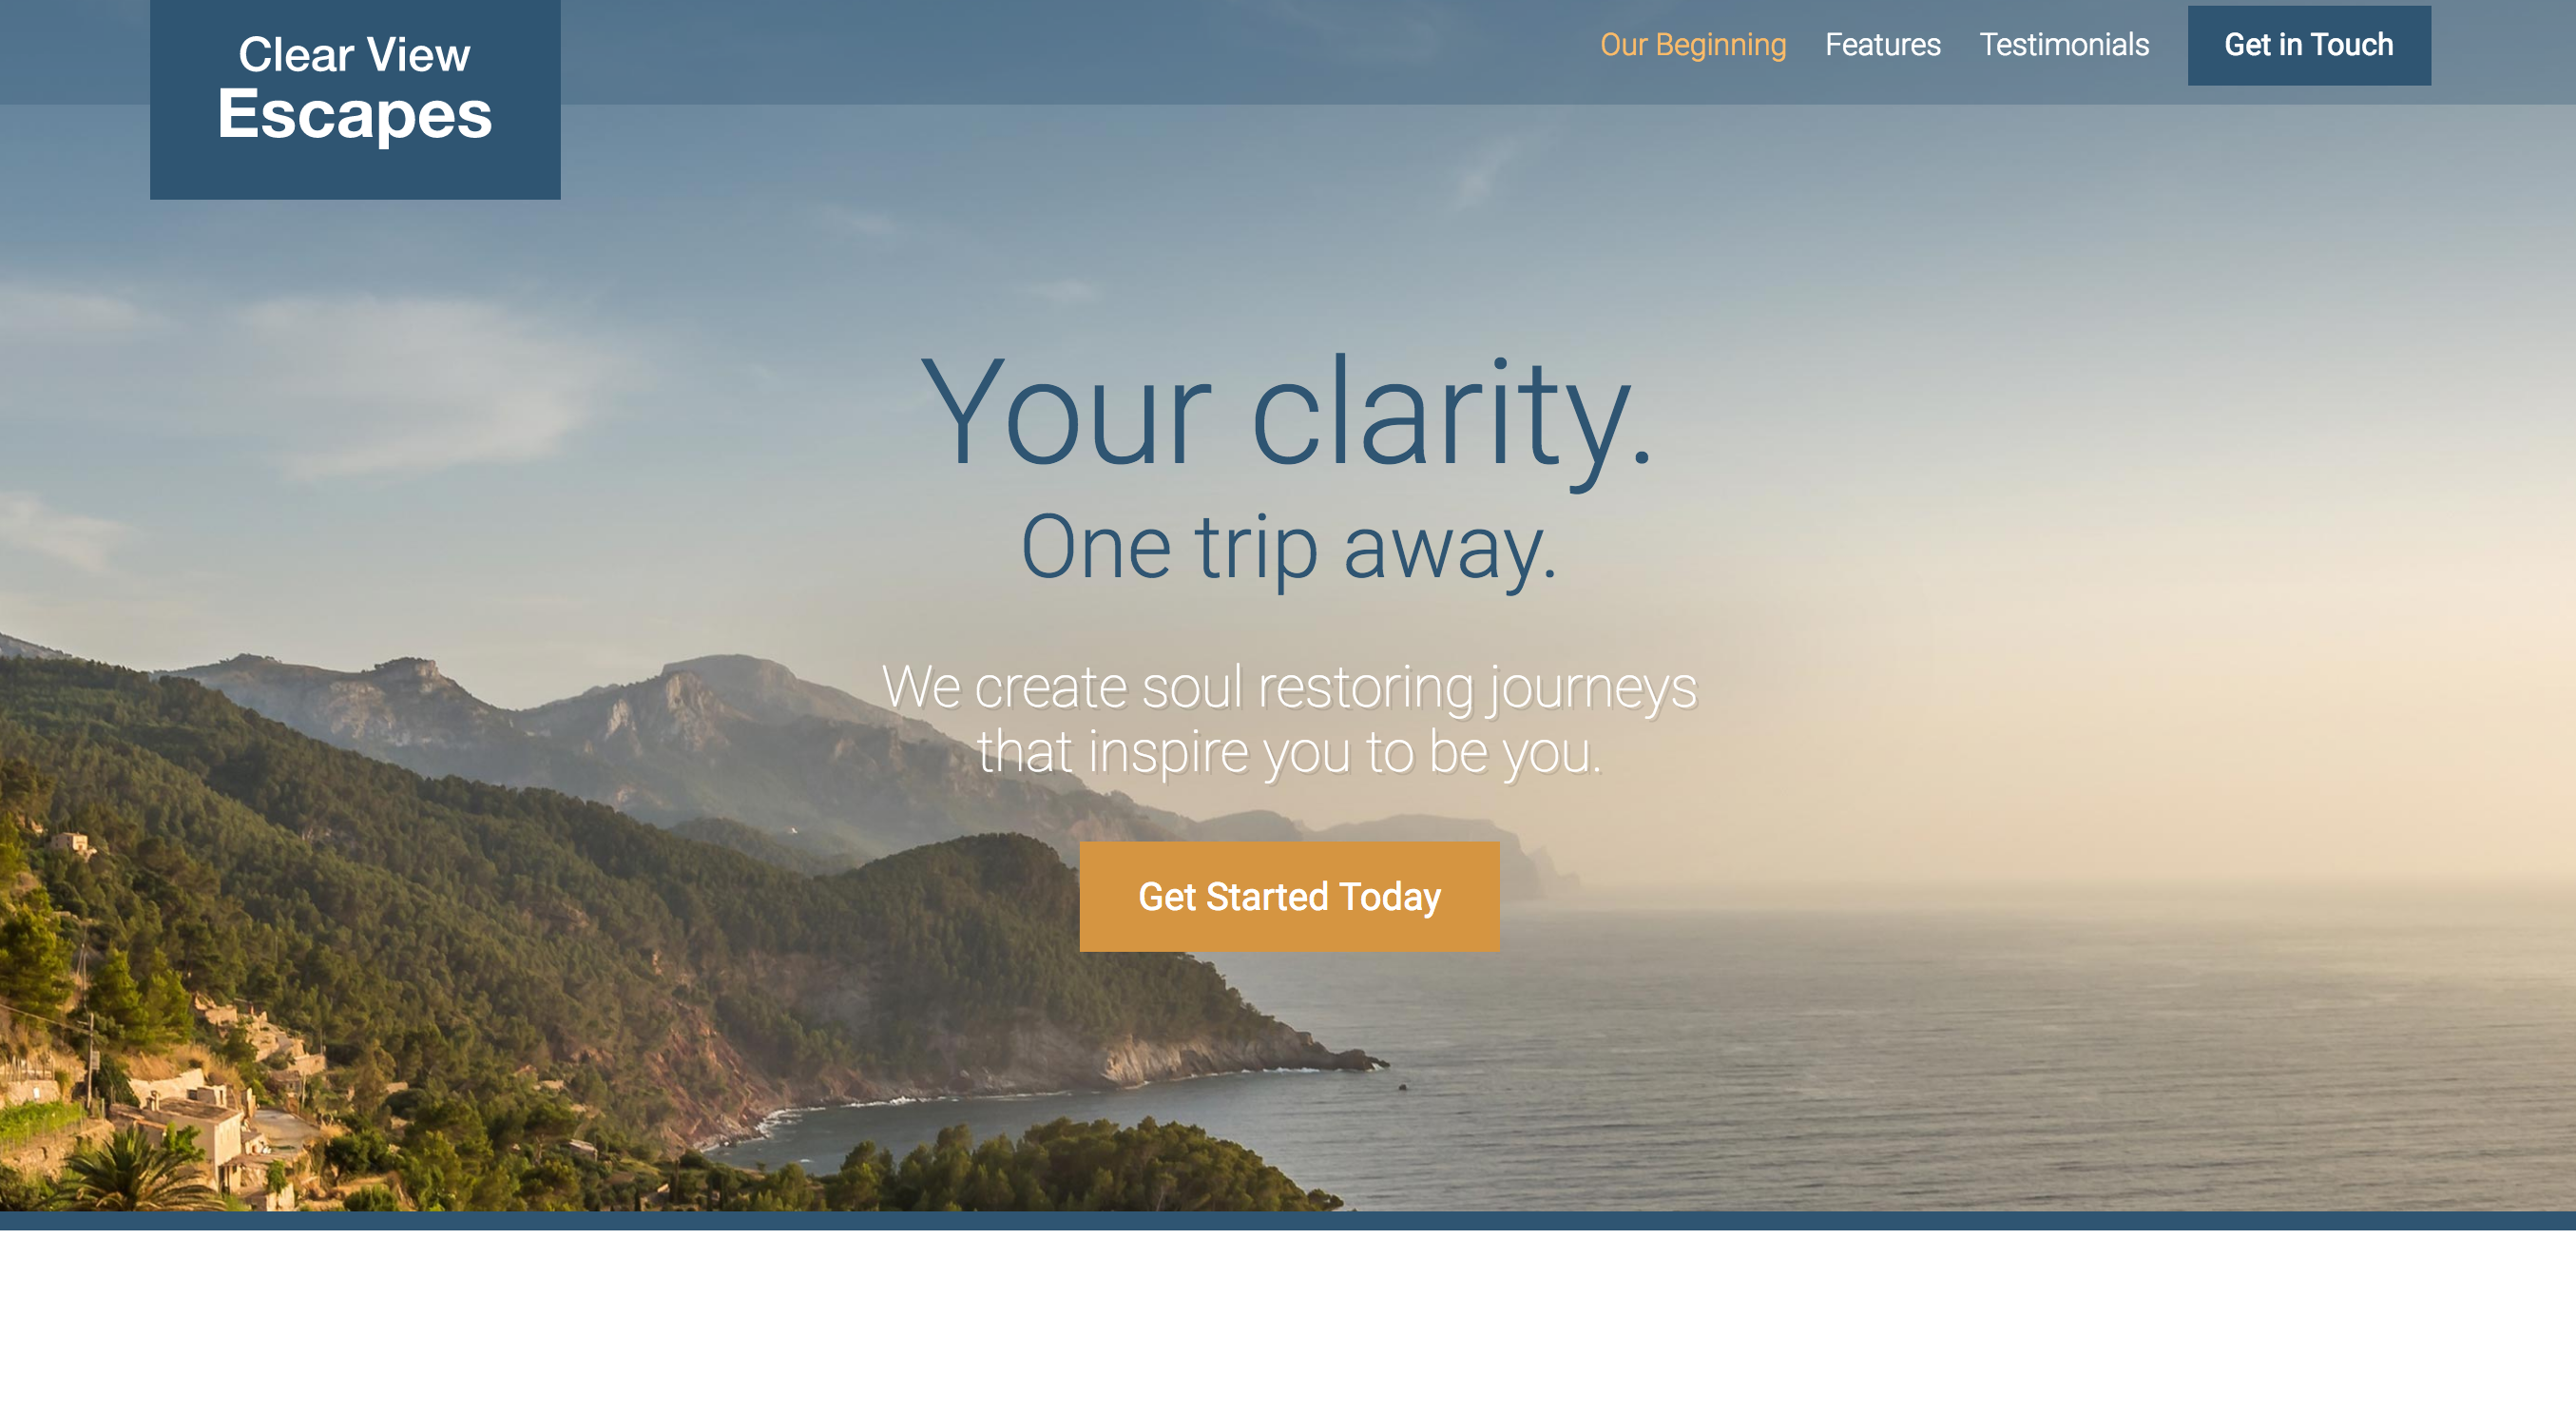 Clear View
Escapes
Our Beginning
Features
Testimonials
Get in Touch
Your clarity.
One trip away.
We create soul restoring journeys
that inspire you to be you.
Get Started Today